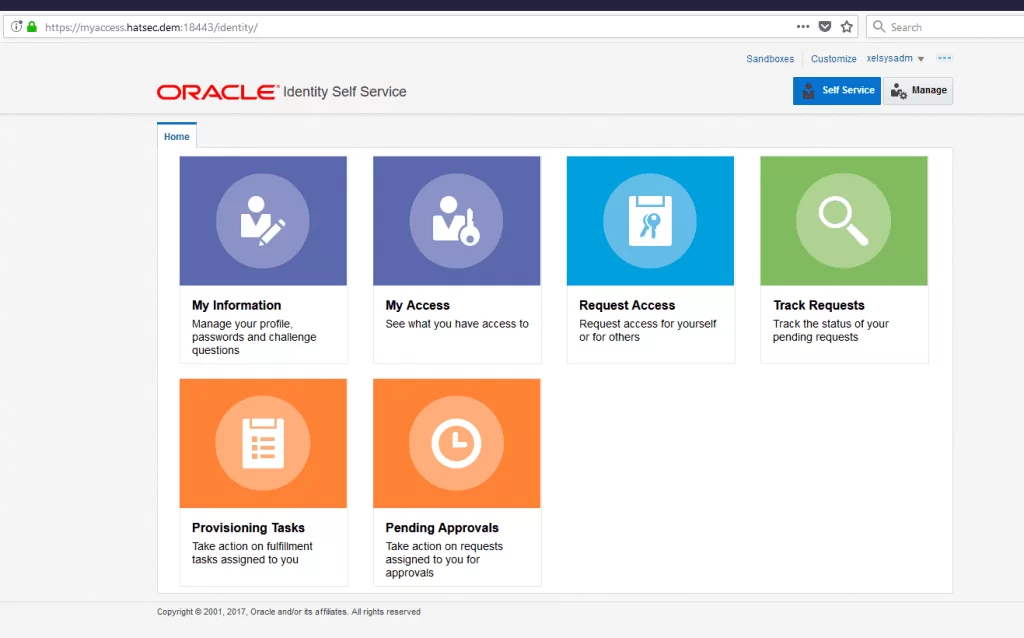 https://myaccess.hatsec.dem:18443/identity/
Search
Sandboxes
Customize
xelsysadm
ORACLE Identity Self Service
Self Service
Manage
Home
My Information
Manage your profile,
passwords and challenge
questions
My Access
See what you have access to
Request Access
Request access for yourself
or for others
Track Requests
Track the status of your
pending requests
Provisioning Tasks
Take action on fulfillment
tasks assigned to you
Pending Approvals
Take action on requests
assigned to you for
approvals
Copyright © 2001, 2017, Oracle and/or its affiliates. All rights reserved